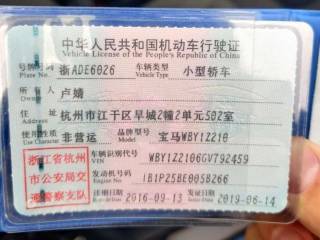 中华人民共和国机动车行驶证
Vehicle License of the People's Republic of China
号牌号码 Plate No. 浙ADE6026 车辆类型 Vehicle Type 小型轿车
所有人 Owner 卢婧
住址 Address 杭州市江干区旱城2幢2单元502室
使用性质 Use Character 非营运 品牌型号 Model 宝马WBY1Z210
浙江省杭州市公安局交通警察支队
车辆识别代号 VIN WBY1Z2106GV792459
发动机号码 Engine No. IB1P25BE0058266
注册日期 Register Date 2016-09-13 发证日期 Issue Date 2019-06-14